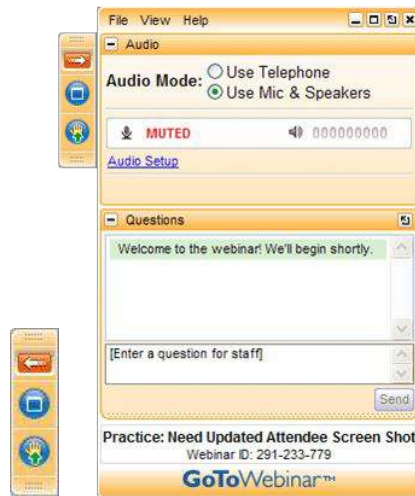 File View Help
Audio
Audio Mode: Use Telephone
Use Mic & Speakers
MUTED 000000000
Audio Setup
Questions
Welcome to the webinar! We'll begin shortly.
[Enter a question for staff]
Send
Practice: Need Updated Attendee Screen Shot
Webinar ID: 291-233-779
GoToWebinar™